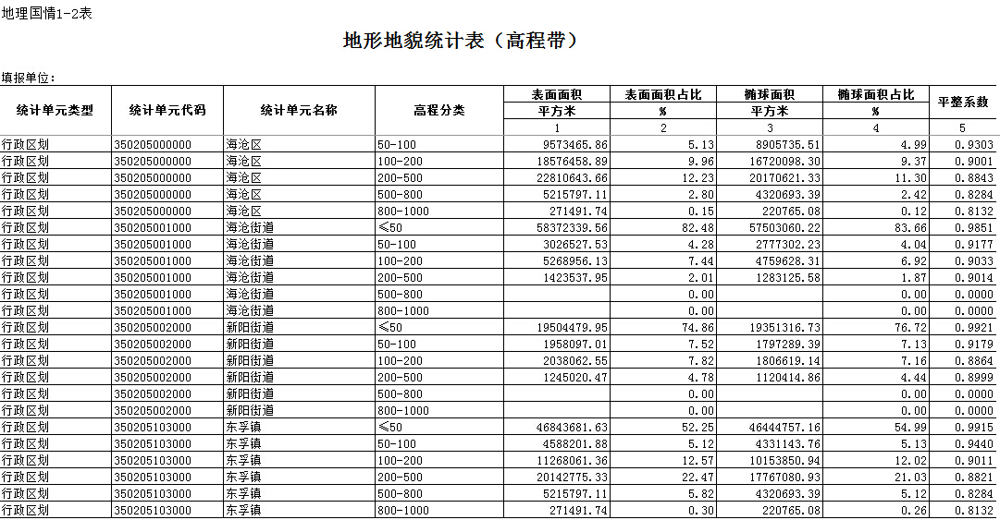 地理国情1-2表
地形地貌统计表（高程带）
填报单位:
统计单元类型 统计单元代码 统计单元名称 高程分类 表面面积 表面面积占比 椭球面积 椭球面积占比 平整系数
平方米 % 平方米 %
1 2 3 4 5
行政区划 350205000000 海沧区 50-100 9573465.86 5.13 8905735.51 4.99 0.9303
行政区划 350205000000 海沧区 100-200 18576458.89 9.96 16720098.30 9.37 0.9001
行政区划 350205000000 海沧区 200-500 22810643.66 12.23 20170621.33 11.30 0.8843
行政区划 350205000000 海沧区 500-800 5215797.11 2.80 4320693.39 2.42 0.8284
行政区划 350205000000 海沧区 800-1000 271491.74 0.15 220765.08 0.12 0.8132
行政区划 350205001000 海沧街道 ≤50 58372339.56 82.48 57503060.22 83.66 0.9851
行政区划 350205001000 海沧街道 50-100 3026527.53 4.28 2777302.23 4.04 0.9177
行政区划 350205001000 海沧街道 100-200 5268956.13 7.44 4759628.31 6.92 0.9033
行政区划 350205001000 海沧街道 200-500 1423537.95 2.01 1283125.58 1.87 0.9014
行政区划 350205001000 海沧街道 500-800 0.00 0.00 0.0000
行政区划 350205001000 海沧街道 800-1000 0.00 0.00 0.0000
行政区划 350205002000 新阳街道 ≤50 19504479.95 74.86 19351316.73 76.72 0.9921
行政区划 350205002000 新阳街道 50-100 1958097.01 7.52 1797289.39 7.13 0.9179
行政区划 350205002000 新阳街道 100-200 2038062.55 7.82 1806619.14 7.16 0.8864
行政区划 350205002000 新阳街道 200-500 1245020.47 4.78 1120414.86 4.44 0.8999
行政区划 350205002000 新阳街道 500-800 0.00 0.00 0.0000
行政区划 350205002000 新阳街道 800-1000 0.00 0.00 0.0000
行政区划 350205103000 东孚镇 ≤50 46843681.63 52.25 46444757.16 54.99 0.9915
行政区划 350205103000 东孚镇 50-100 4588201.88 5.12 4331143.76 5.13 0.9440
行政区划 350205103000 东孚镇 100-200 11268061.36 12.57 10153850.94 12.02 0.9011
行政区划 350205103000 东孚镇 200-500 20142775.33 22.47 17767080.93 21.03 0.8821
行政区划 350205103000 东孚镇 500-800 5215797.11 5.82 4320693.39 5.12 0.8284
行政区划 350205103000 东孚镇 800-1000 271491.74 0.30 220765.08 0.26 0.8132